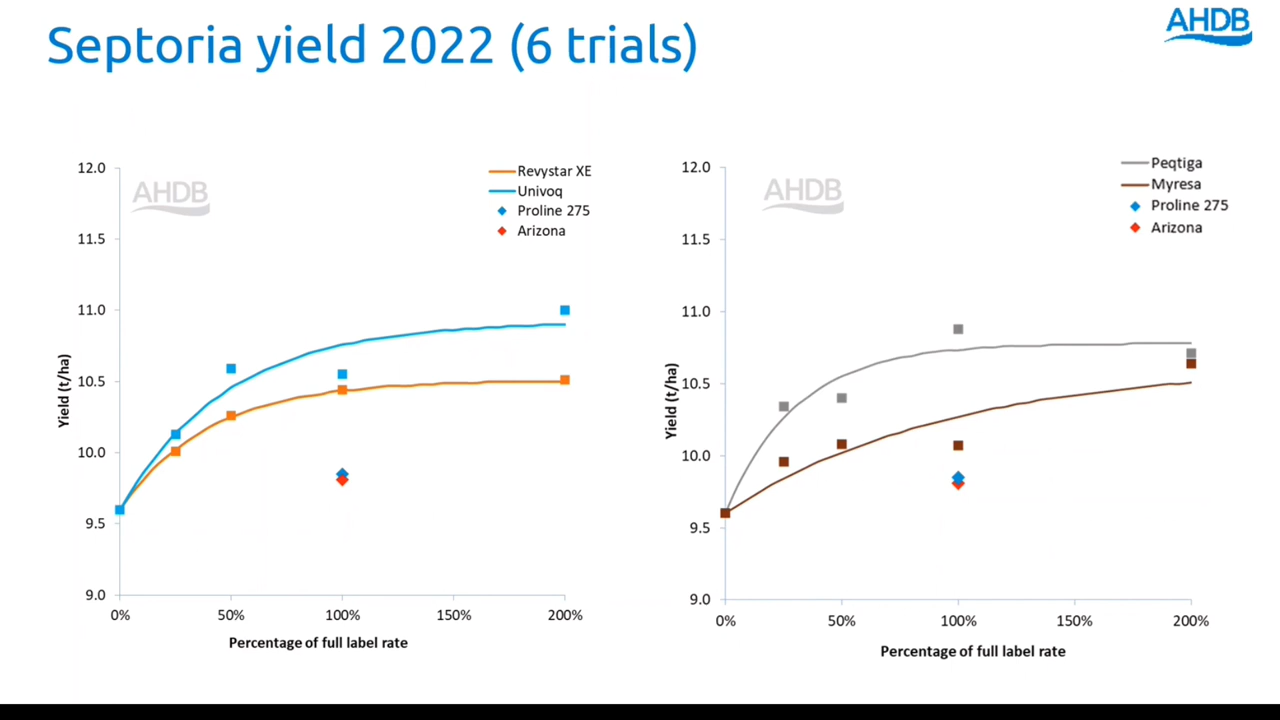 Septoria yield 2022 (6 trials)
AHDB
AHDB
Revystar XE
Univoq
Proline 275
Arizona
12.0
11.5
11.0
10.5
10.0
9.5
9.0
Yield (t/ha)
0%
50%
100%
150%
200%
Percentage of full label rate
AHDB
Peqtiga
Myresa
Proline 275
Arizona
12.0
11.5
11.0
10.5
10.0
9.5
9.0
Yield (t/ha)
0%
50%
100%
150%
200%
Percentage of full label rate